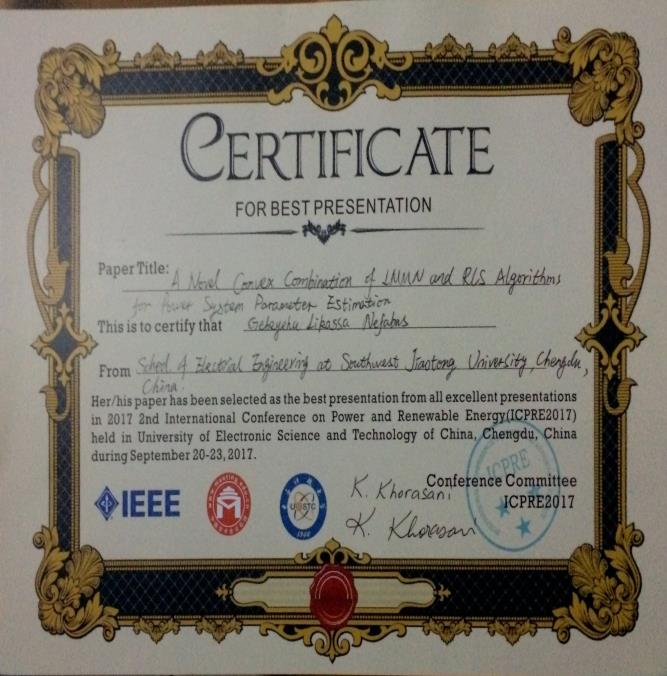 CERTIFICATE
FOR BEST PRESENTATION
Paper Title:
A Novel Convex Combination of LMMN and RLS Algorithms
for Power System Parameter Estimation
This is to certify that Likassa
From School of Electrical Engineering at Southwest Jiaotong University, Chengdu,
China.
Her/his paper has been selected as the best presentation from all excellent presentations
in 2017 2nd International Conference on Power and Renewable Energy(ICPRE2017)
held in University of Electronic Science and Technology of China, Chengdu, China
during September 20-23, 2017.
Conference Committee
ICPRE2017
K. Khorasani
K. Khorasani
IEEE
UESTC
1956
ICPRE